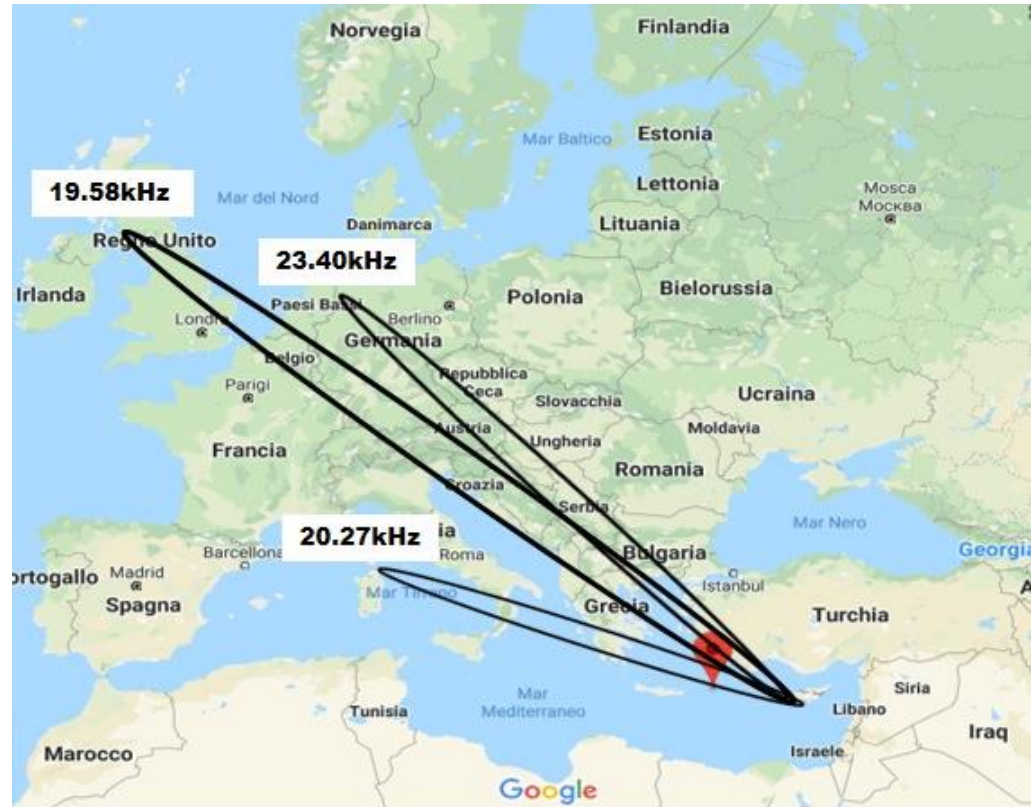 Norvegia
Finlandia
Mar Baltico
Estonia
19.58kHz
Mar del Nord
Lettonia
Mosca
Москва
Danimarca
Lituania
Regno Unito
23.40kHz
Irlanda
Paesi Bassi
Berlino
Polonia
Bielorussia
Londra
Germania
Belgio
Repubblica
Ceca
Parigi
Slovacchia
Ucraina
Austria
Ungheria
Moldavia
Francia
Romania
Croazia
Serbia
Mar Nero
20.27kHz
ia
Barcellona
Roma
Bulgaria
Georgia
ortogallo
Madrid
Mar Tirreno
Istanbul
A
Spagna
Grecia
Turchia
Mar
Mediterraneo
Siria
Libano
Tunisia
Iraq
Marocco
Israele
Google